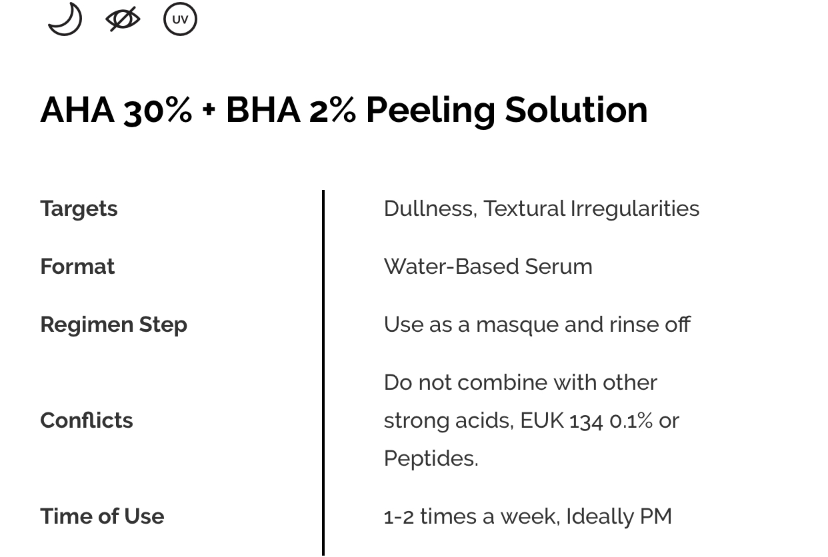 UV
AHA 30% + BHA 2% Peeling Solution
Targets
Dullness, Textural Irregularities
Format
Water-Based Serum
Regimen Step
Use as a masque and rinse off
Conflicts
Do not combine with other
strong acids, EUK 134 0.1% or
Peptides.
Time of Use
1-2 times a week, Ideally PM